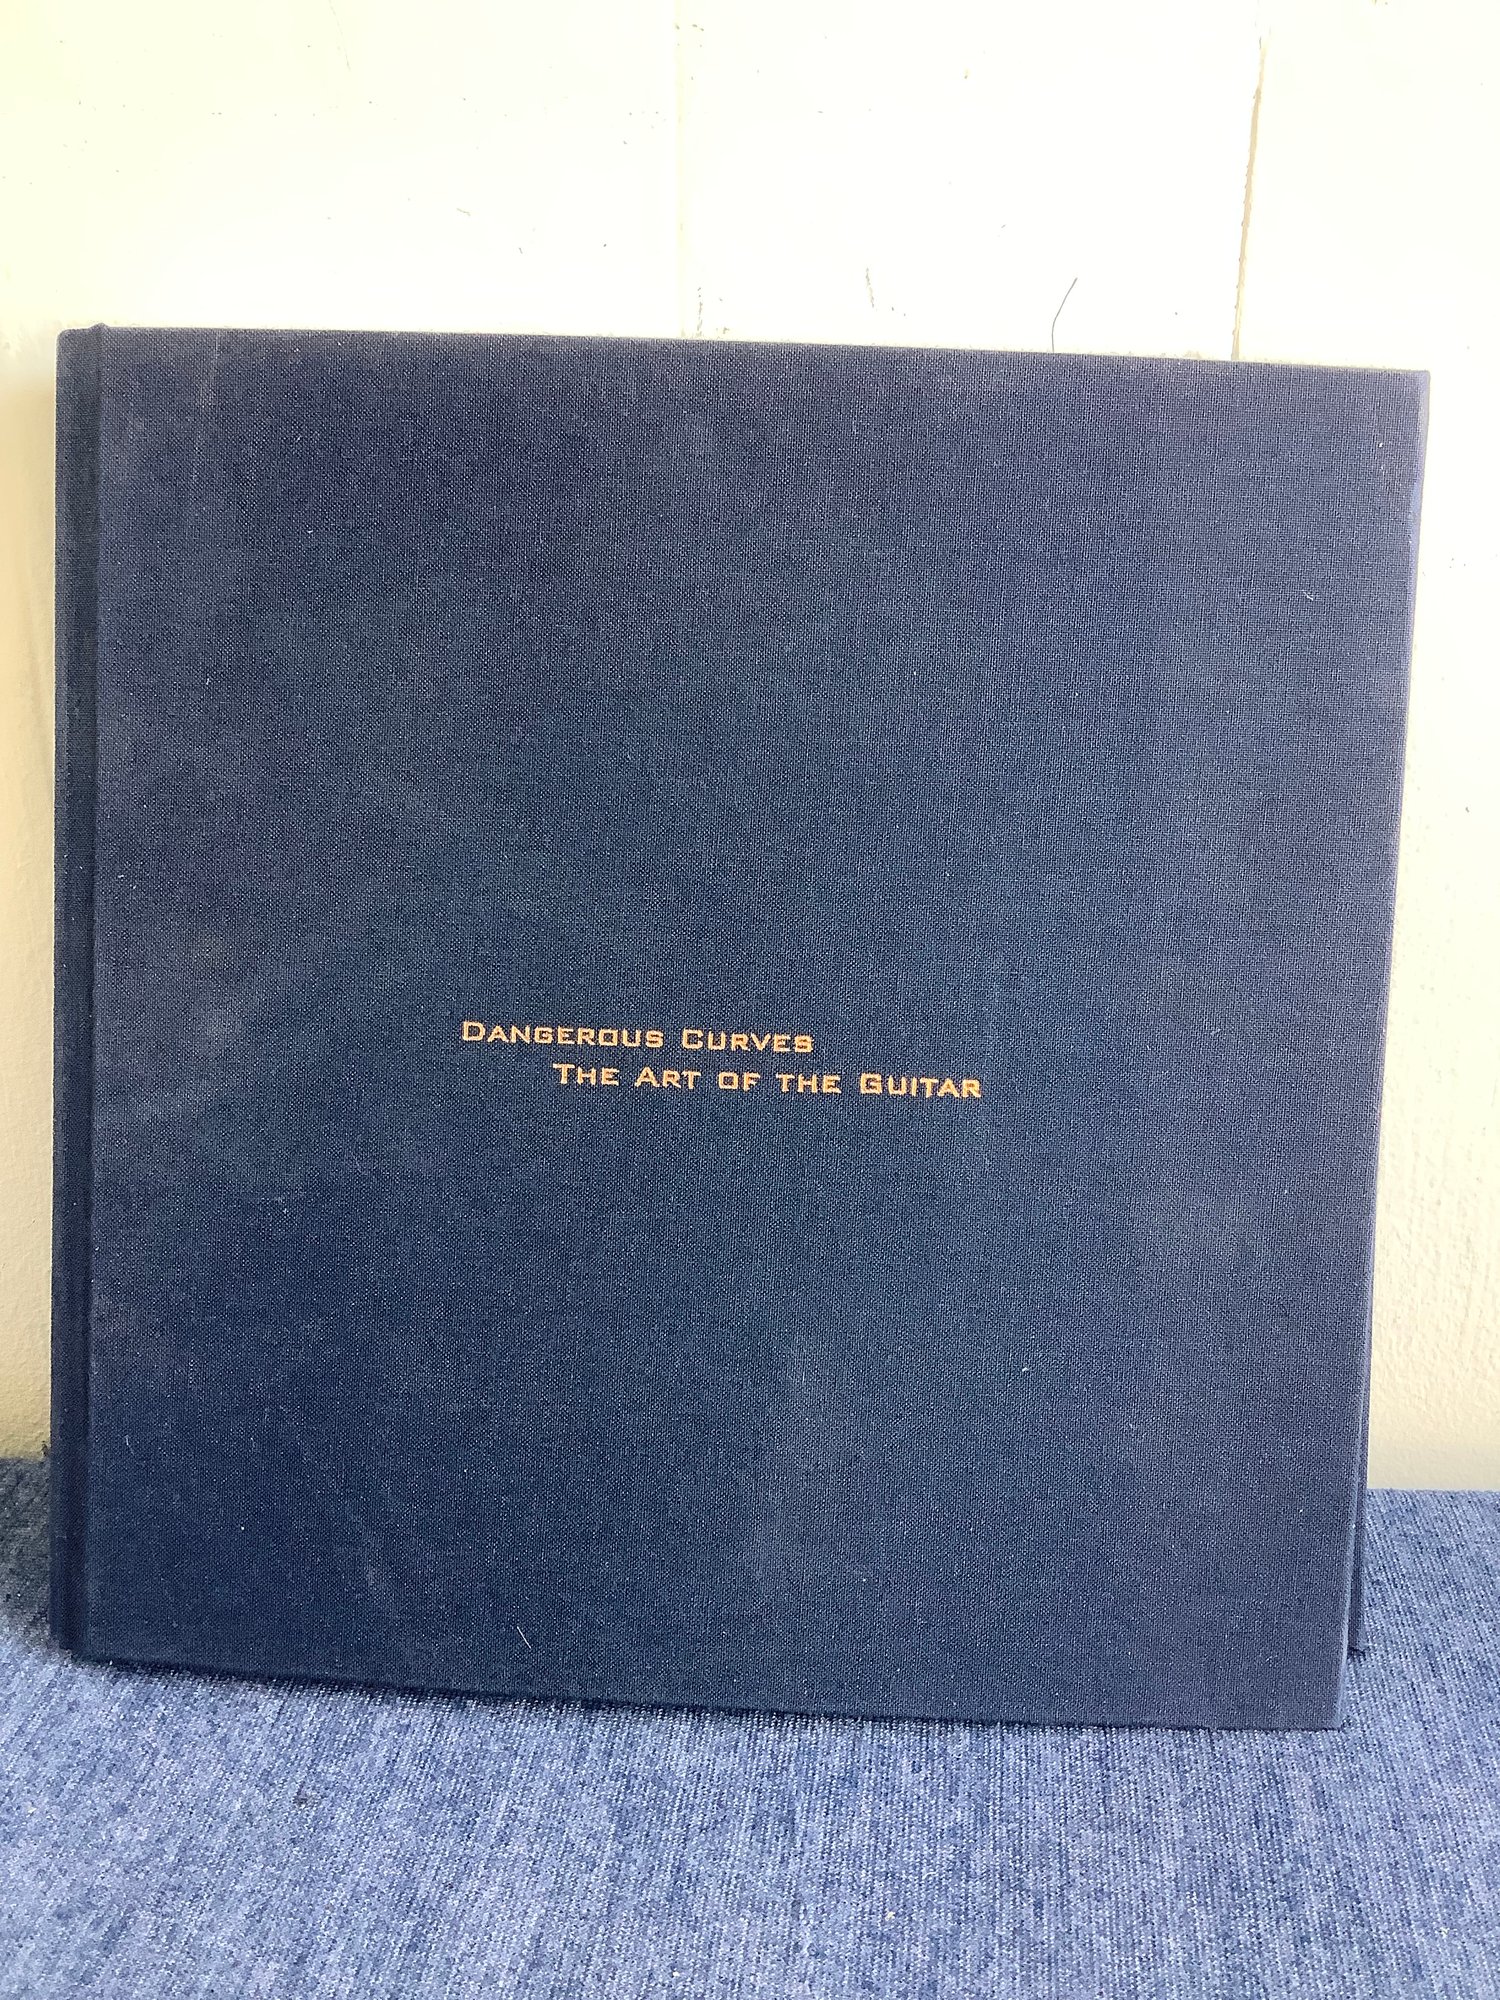 Dangerous Curves
The Art of the Guitar